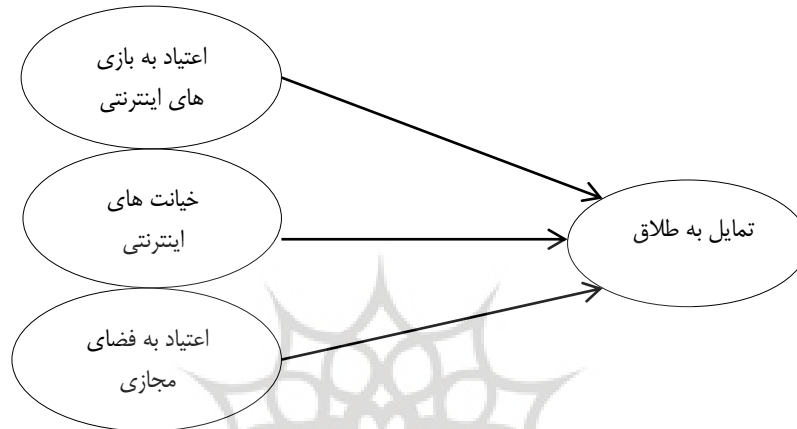 اعتیاد به بازی
های اینترنتی
خیانت های
اینترنتی
اعتیاد به فضای
مجازی
تمایل به طلاق